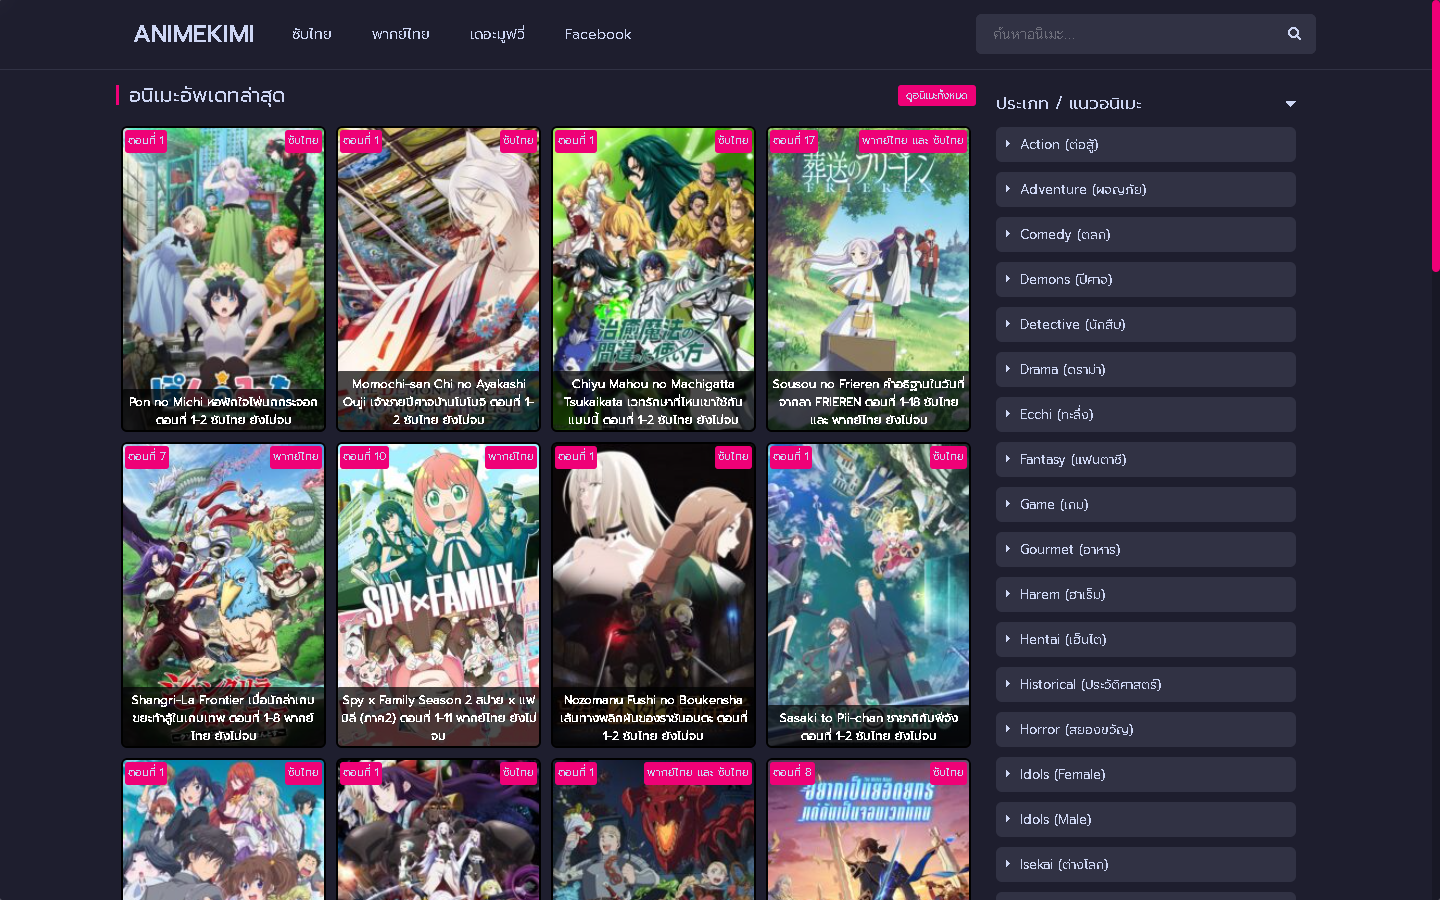 ANIMEKIMI
ซับไทย
พากย์ไทย
เดอะมูฟวี่
Facebook
ค้นหาอนิเมะ...
อนิเมะอัพเดทล่าสุด
ดูอนิเมะทั้งหมด
ตอนที่ 1
ซับไทย
Pon no Michi หอพักใจไพ่นกกระจอก
ตอนที่ 1-2 ซับไทย ยังไม่จบ
ตอนที่ 1
ซับไทย
Momochi-san Chi no Ayakashi
Ouji เจ้าชายปีศาจบ้านโมโมจิ ตอนที่ 1-
2 ซับไทย ยังไม่จบ
ตอนที่ 1
ซับไทย
治癒魔法の
間違った使い方
Chiyu Mahou no Machigatta
Tsukaikata เวทรักษาที่ไหนเขาใช้กัน
แบบนี้ ตอนที่ 1-2 ซับไทย ยังไม่จบ
ตอนที่ 17
พากย์ไทย และ ซับไทย
葬送のフリーレン
FRIEREN
Sousou no Frieren คำอธิฐานในวันที่
จากลา FRIEREN ตอนที่ 1-18 ซับไทย
และ พากย์ไทย ยังไม่จบ
ตอนที่ 7
พากย์ไทย
Shangri-La Frontier เมื่อนักล่าเกม
ขยะท้าสู้ในเกมเทพ ตอนที่ 1-8 พากย์
ไทย ยังไม่จบ
ตอนที่ 10
พากย์ไทย
SPY×FAMILY
Spy x Family Season 2 สปาย x แฟ
มิลี (ภาค2) ตอนที่ 1-11 พากย์ไทย ยังไม่
จบ
ตอนที่ 1
ซับไทย
Nozomanu Fushi no Boukensha
เส้นทางพลิกผันของราชันอมตะ ตอนที่
1-2 ซับไทย ยังไม่จบ
ตอนที่ 1
ซับไทย
Sasaki to Pii-chan ซาซากิกับพีจัง
ตอนที่ 1-2 ซับไทย ยังไม่จบ
ตอนที่ 1
ซับไทย
ตอนที่ 1
ซับไทย
ตอนที่ 1
พากย์ไทย และ ซับไทย
ตอนที่ 8
ซับไทย
อยากเป็นยอดยุทธ์
แต่ดันเป็นจอมเวทแทน
ประเภท / แนวอนิเมะ
Action (ต่อสู้)
Adventure (ผจญภัย)
Comedy (ตลก)
Demons (ปีศาจ)
Detective (นักสืบ)
Drama (ดราม่า)
Ecchi (ทะลึ่ง)
Fantasy (แฟนตาซี)
Game (เกม)
Gourmet (อาหาร)
Harem (ฮาเร็ม)
Hentai (เฮ็นไต)
Historical (ประวัติศาสตร์)
Horror (สยองขวัญ)
Idols (Female)
Idols (Male)
Isekai (ต่างโลก)